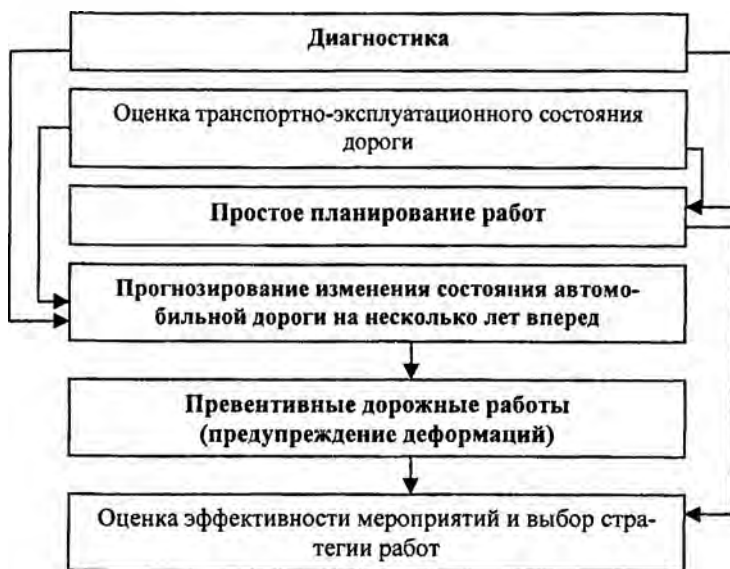 Диагностика
Оценка транспортно-эксплуатационного состояния
дороги
Простое планирование работ
Прогнозирование изменения состояния автомо-
бильной дороги на несколько лет вперед
Превентивные дорожные работы
(предупреждение деформаций)
Оценка эффективности мероприятий и выбор стра-
тегии работ